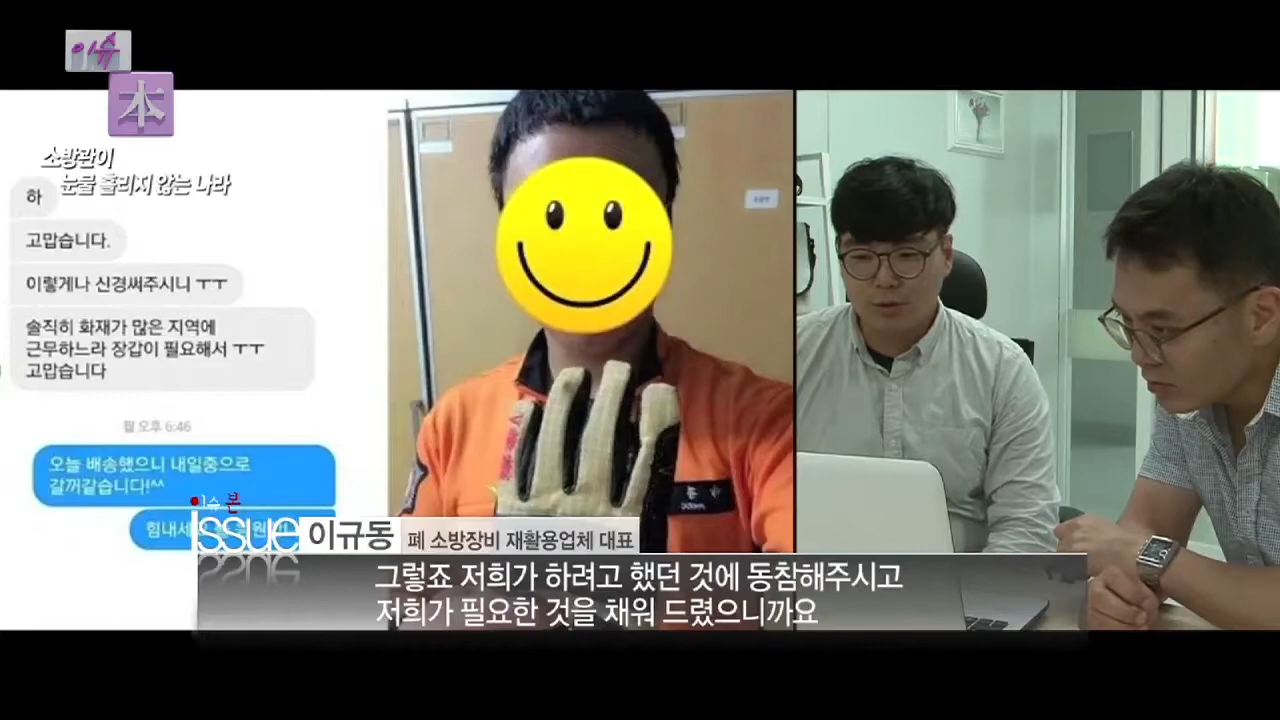 이슈
本
소방관이
눈물 흘리지 않는 나라
하
고맙습니다.
이렇게나 신경써주시니 ㅜㅜ
솔직히 화재가 많은 지역에
근무하느라 장갑이 필요해서 ㅜㅜ
고맙습니다
오후 6:46
오늘 배송했으니 내일중으로
갈꺼같습니다!^^
힘내세
이슈 본
issue
이규동 폐 소방장비 재활용업체 대표
그렇죠 저희가 하려고 했던 것에 동참해주시고
저희가 필요한 것을 채워 드렸으니까요